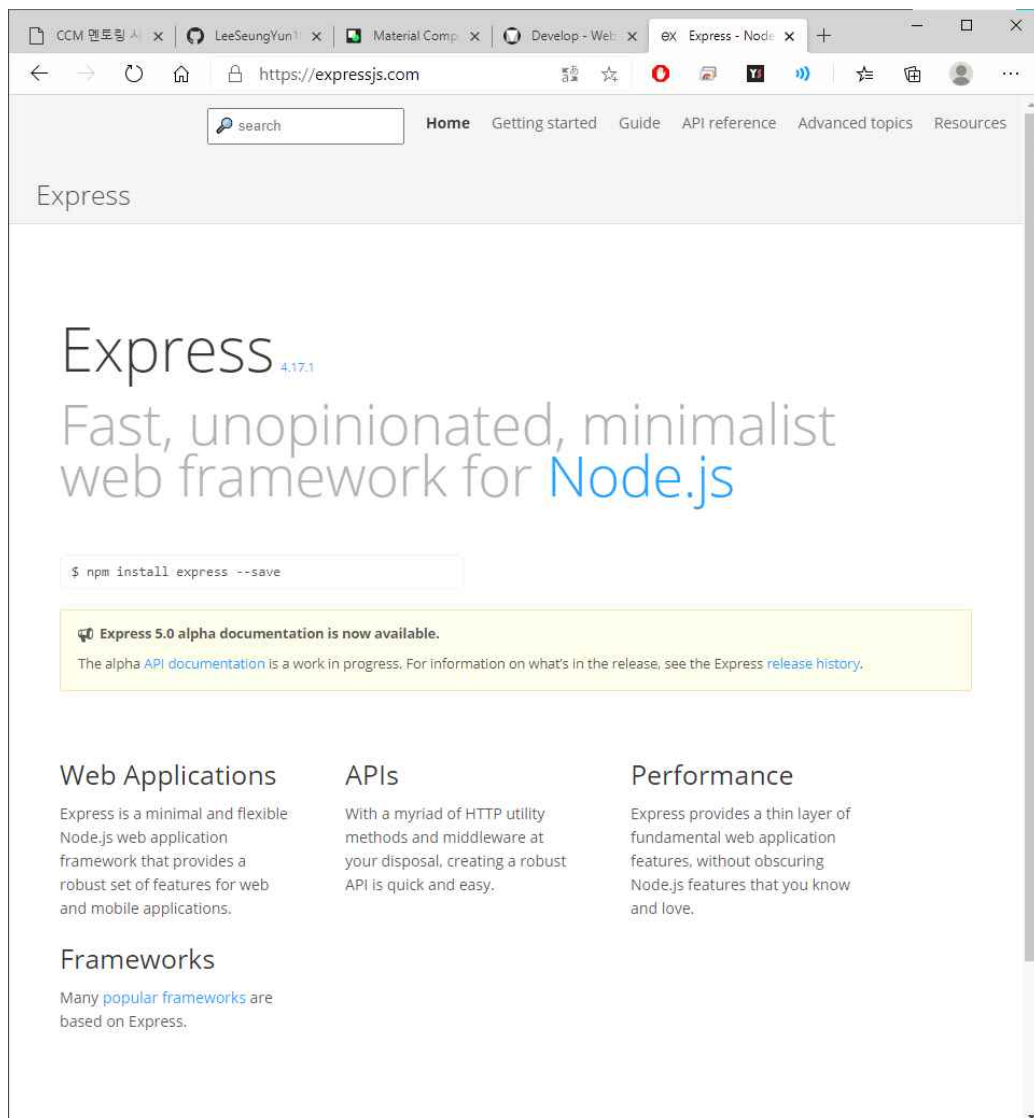 CCM 멘토링 시
LeeSeungYun1
Material Comp
Develop - Web
ex Express - Node
https://expressjs.com
search
Home Getting started Guide API reference Advanced topics Resources
Express
Express 4.17.1
Fast, unopinionated, minimalist
web framework for Node.js
$ npm install express --save
Express 5.0 alpha documentation is now available.
The alpha API documentation is a work in progress. For information on what's in the release, see the Express release history.
Web Applications
Express is a minimal and flexible
Node.js web application
framework that provides a
robust set of features for web
and mobile applications.
APIs
With a myriad of HTTP utility
methods and middleware at
your disposal, creating a robust
API is quick and easy.
Performance
Express provides a thin layer of
fundamental web application
features, without obscuring
Node.js features that you know
and love.
Frameworks
Many popular frameworks are
based on Express.